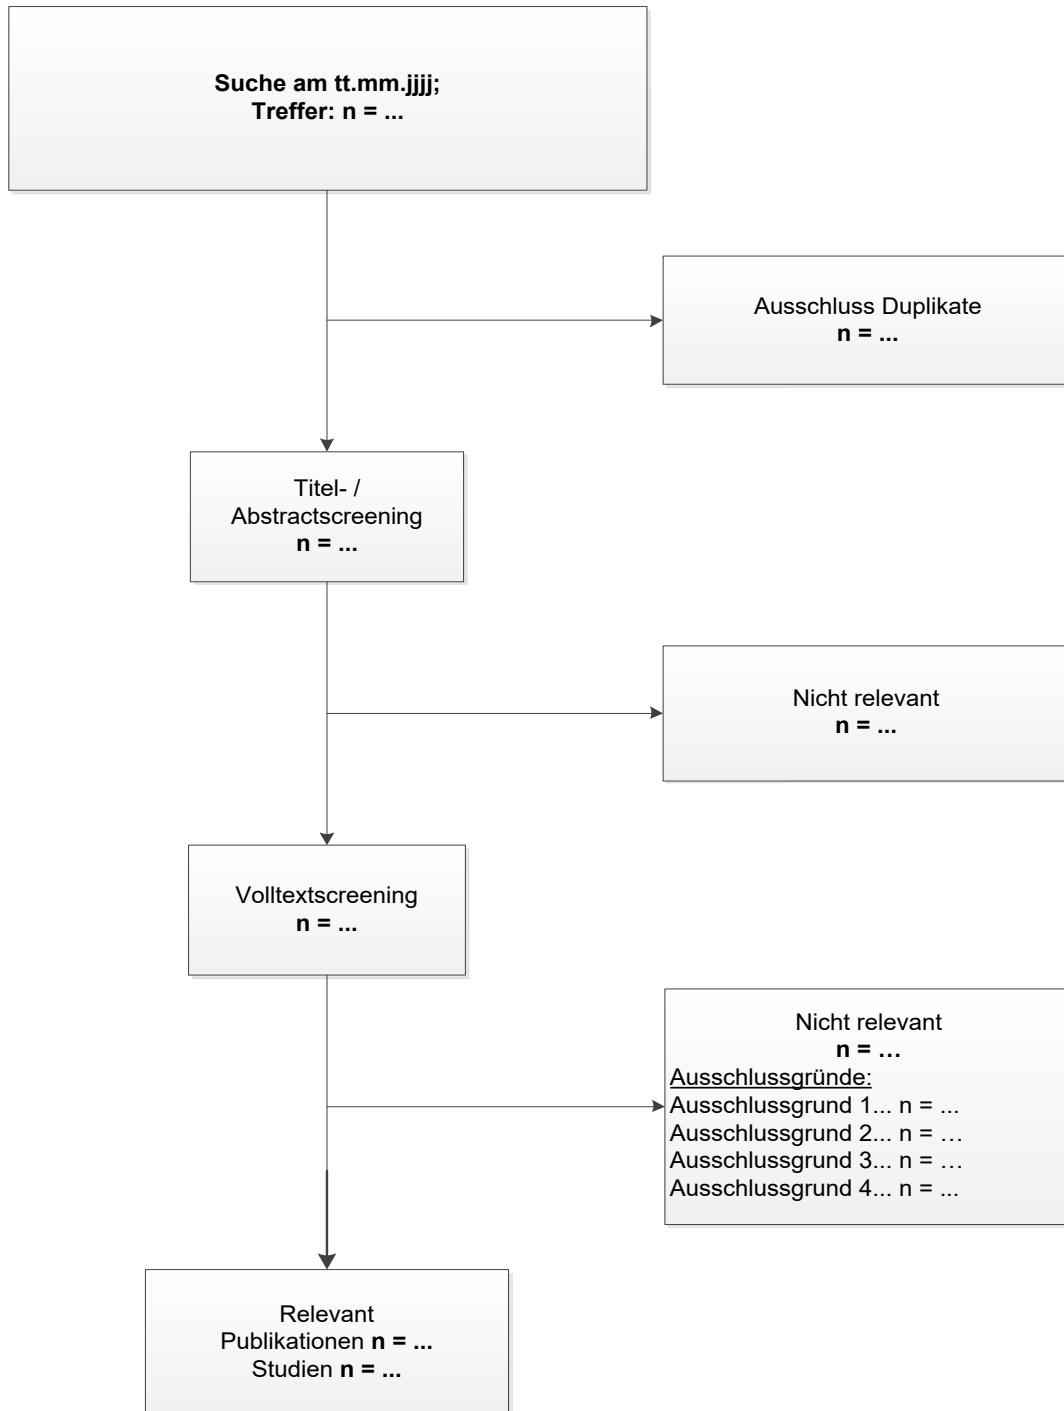 Suche am tt.mm.jjjj;
Treffer: n = ...
Ausschluss Duplikate
n = ...
Titel- /
Abstractscreening
n = ...
Nicht relevant
n = ...
Volltextscreening
n = ...
Nicht relevant
n = …
Ausschlussgründe:
Ausschlussgrund 1... n = ...
Ausschlussgrund 2... n = …
Ausschlussgrund 3... n = …
Ausschlussgrund 4... n = ...
Relevant
Publikationen n = ...
Studien n = ...